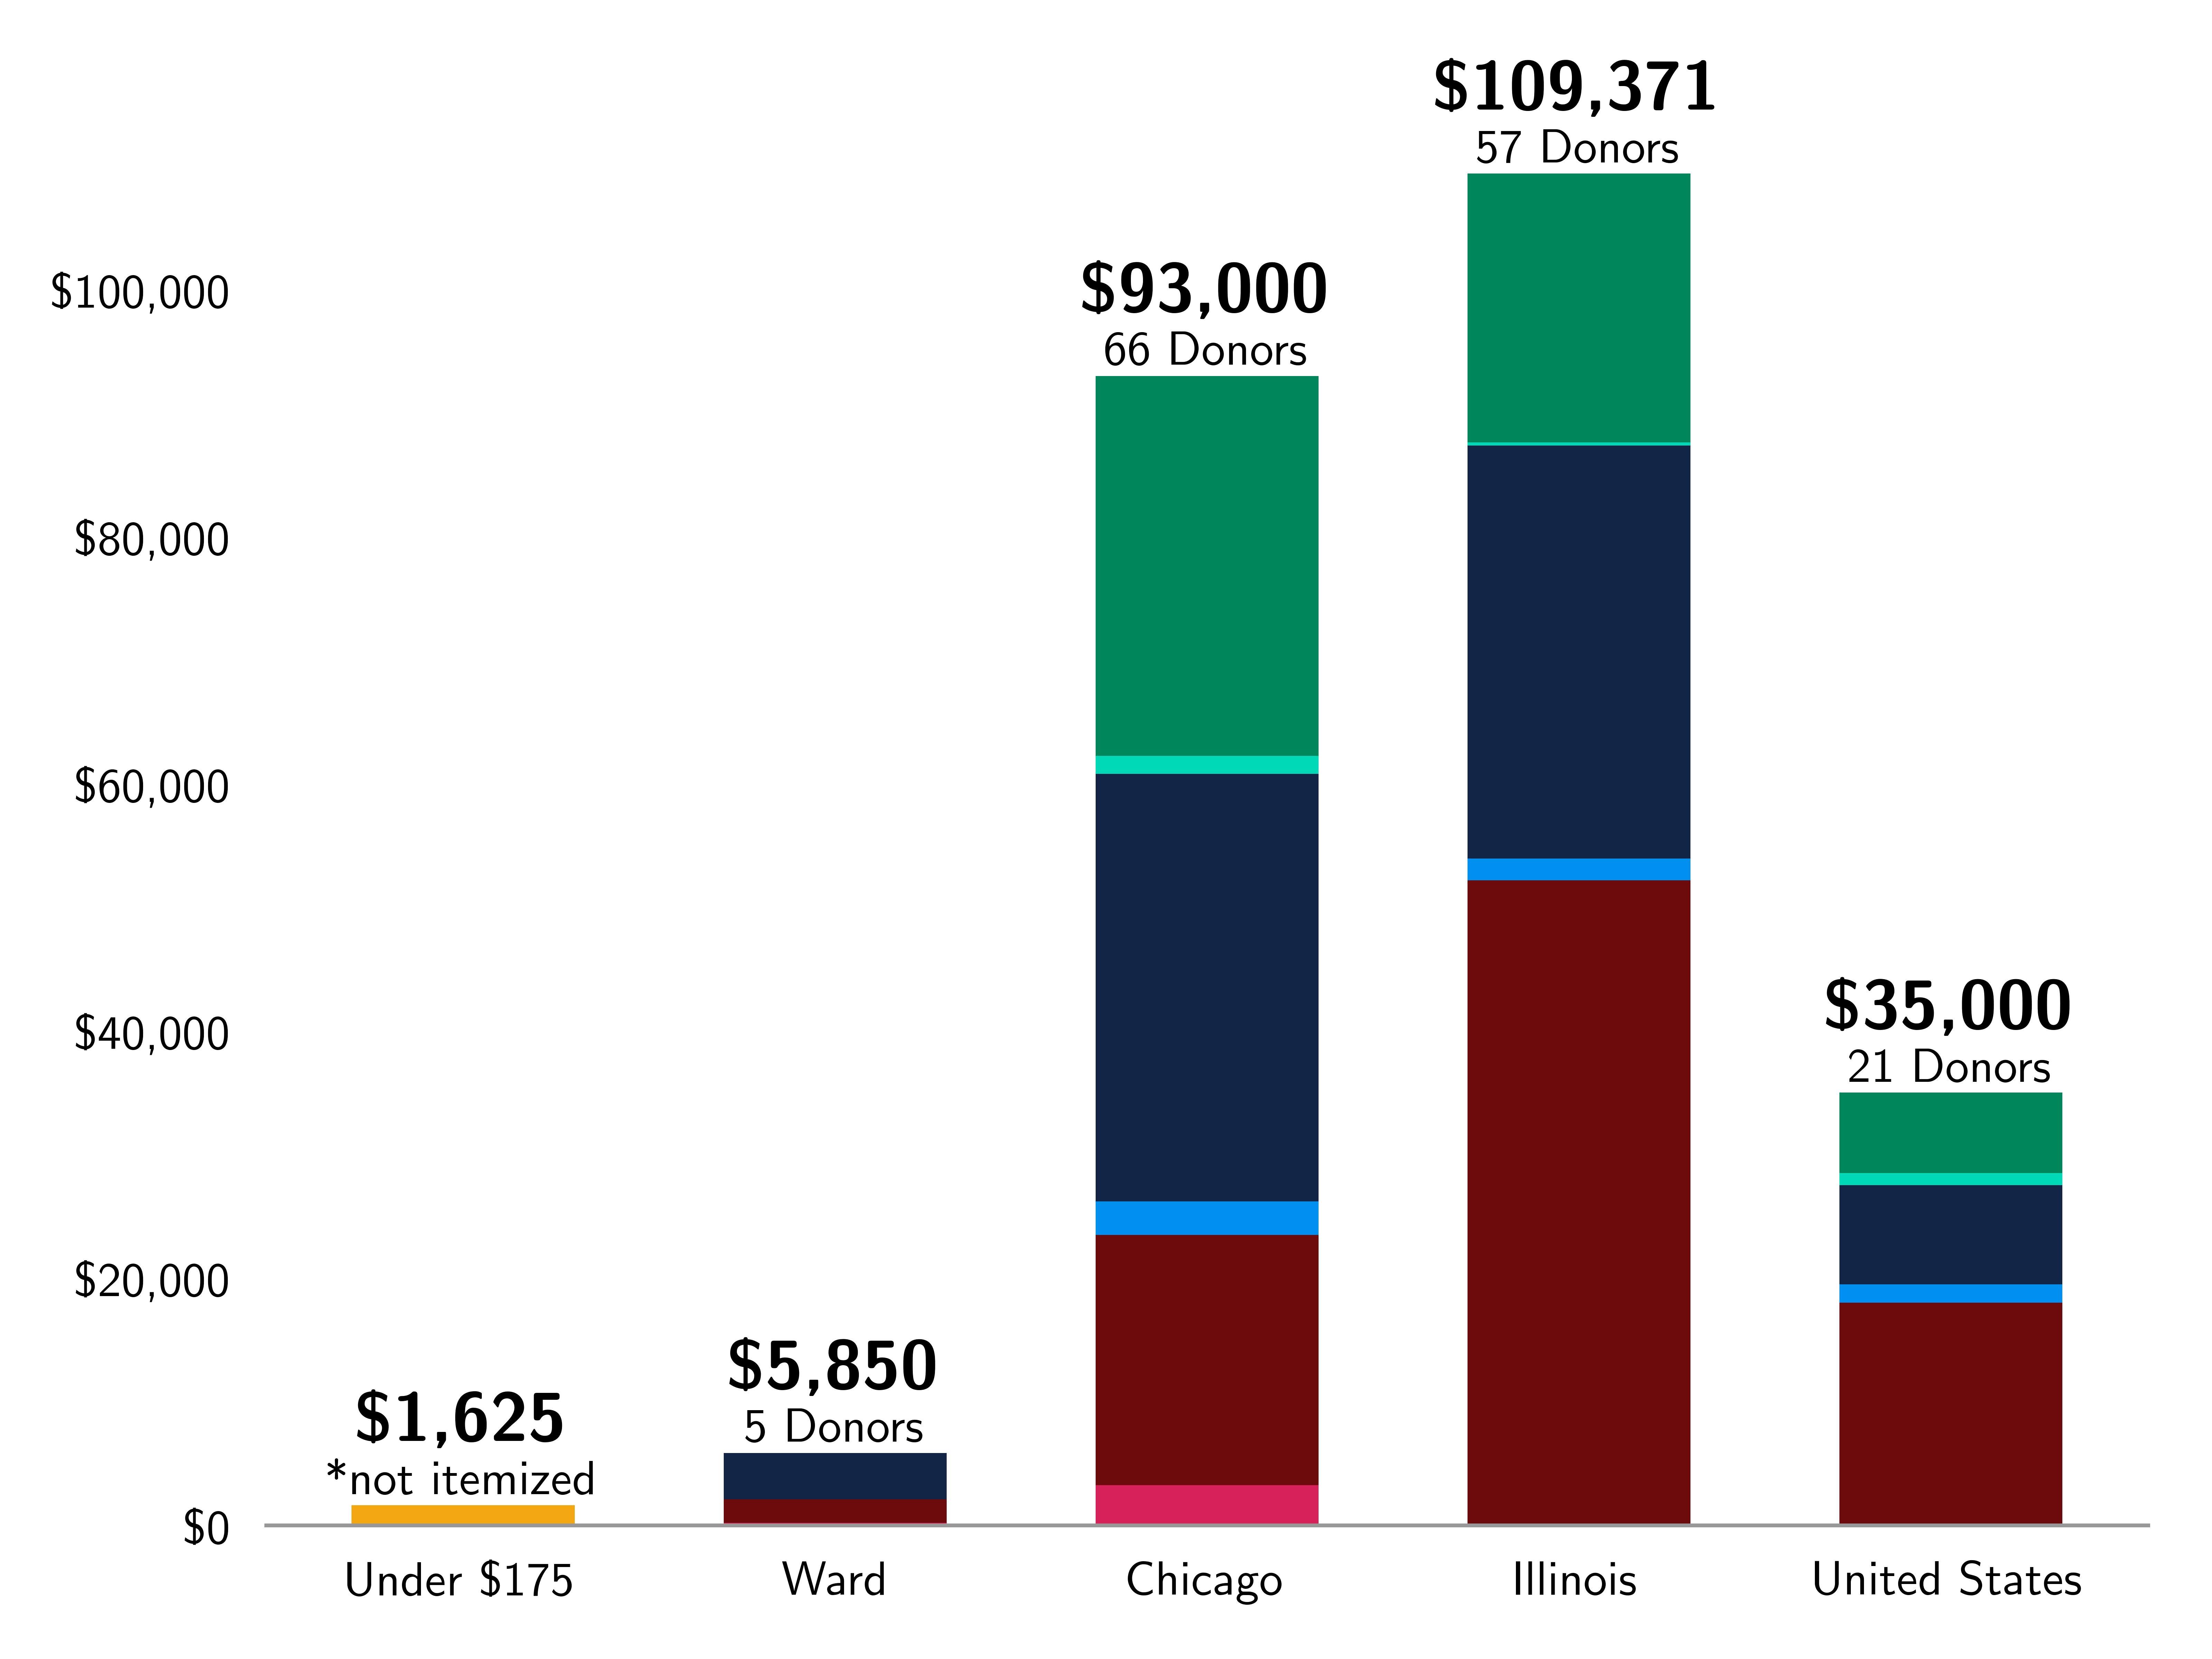 $109,371
57 Donors
$93,000
66 Donors
$100,000
$80,000
$60,000
$40,000
$20,000
$0
$35,000
21 Donors
$5,850
5 Donors
$1,625
*not itemized
Under $175
Ward
Chicago
Illinois
United States